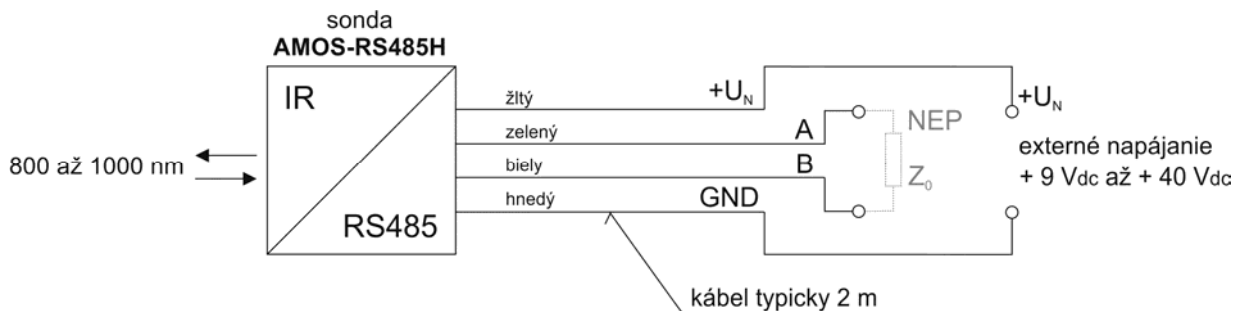 sonda
AMOS-RS485H
IR
RS485
800 až 1000 nm
žltý
zelený
biely
hnedý
+UN
A
B
GND
NEP
Z0
+UN
externé napájanie
+ 9 Vdc až + 40 Vdc
kábel typicky 2 m